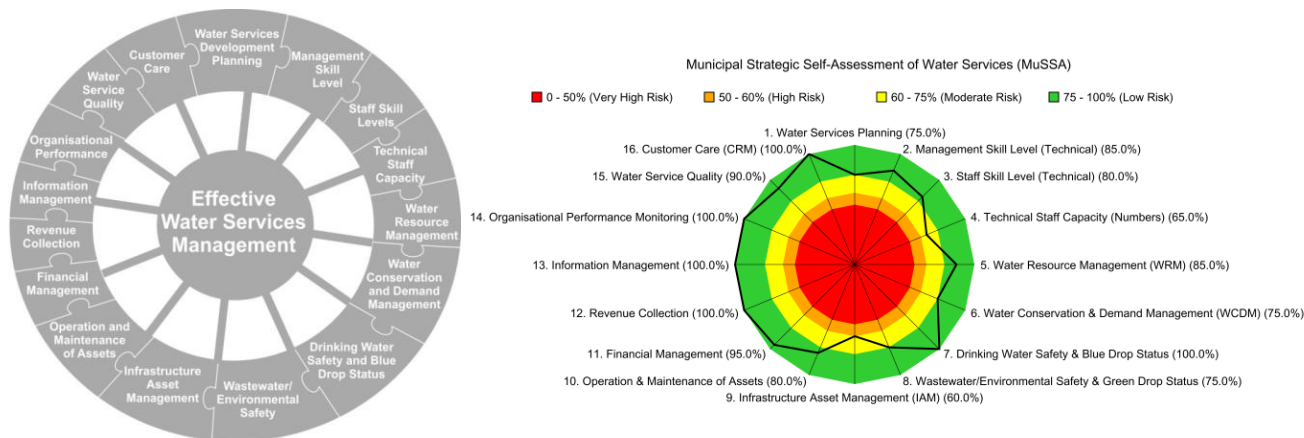 Water Services
Development
Planning
Management
Skill
Level
Staff Skill
Levels
Technical
Staff
Capacity
Water
Resource
Management
Water
Conservation
and Demand
Management
Drinking Water
Safety and Blue
Drop Status
Wastewater/
Environmental
Safety
Infrastructure
Asset
Management
Operation and
Maintenance
of Assets
Financial
Management
Revenue
Collection
Information
Management
Organisational
Performance
Water
Service
Quality
Customer
Care
Effective
Water Services
Management
Municipal Strategic Self-Assessment of Water Services (MuSSA)
0 - 50% (Very High Risk)
50 - 60% (High Risk)
60 - 75% (Moderate Risk)
75 - 100% (Low Risk)
1. Water Services Planning (75.0%)
2. Management Skill Level (Technical) (85.0%)
3. Staff Skill Level (Technical) (80.0%)
4. Technical Staff Capacity (Numbers) (65.0%)
5. Water Resource Management (WRM) (85.0%)
6. Water Conservation & Demand Management (WCDM) (75.0%)
7. Drinking Water Safety & Blue Drop Status (100.0%)
8. Wastewater/Environmental Safety & Green Drop Status (75.0%)
9. Infrastructure Asset Management (IAM) (60.0%)
10. Operation & Maintenance of Assets (80.0%)
11. Financial Management (95.0%)
12. Revenue Collection (100.0%)
13. Information Management (100.0%)
14. Organisational Performance Monitoring (100.0%)
15. Water Service Quality (90.0%)
16. Customer Care (CRM) (100.0%)